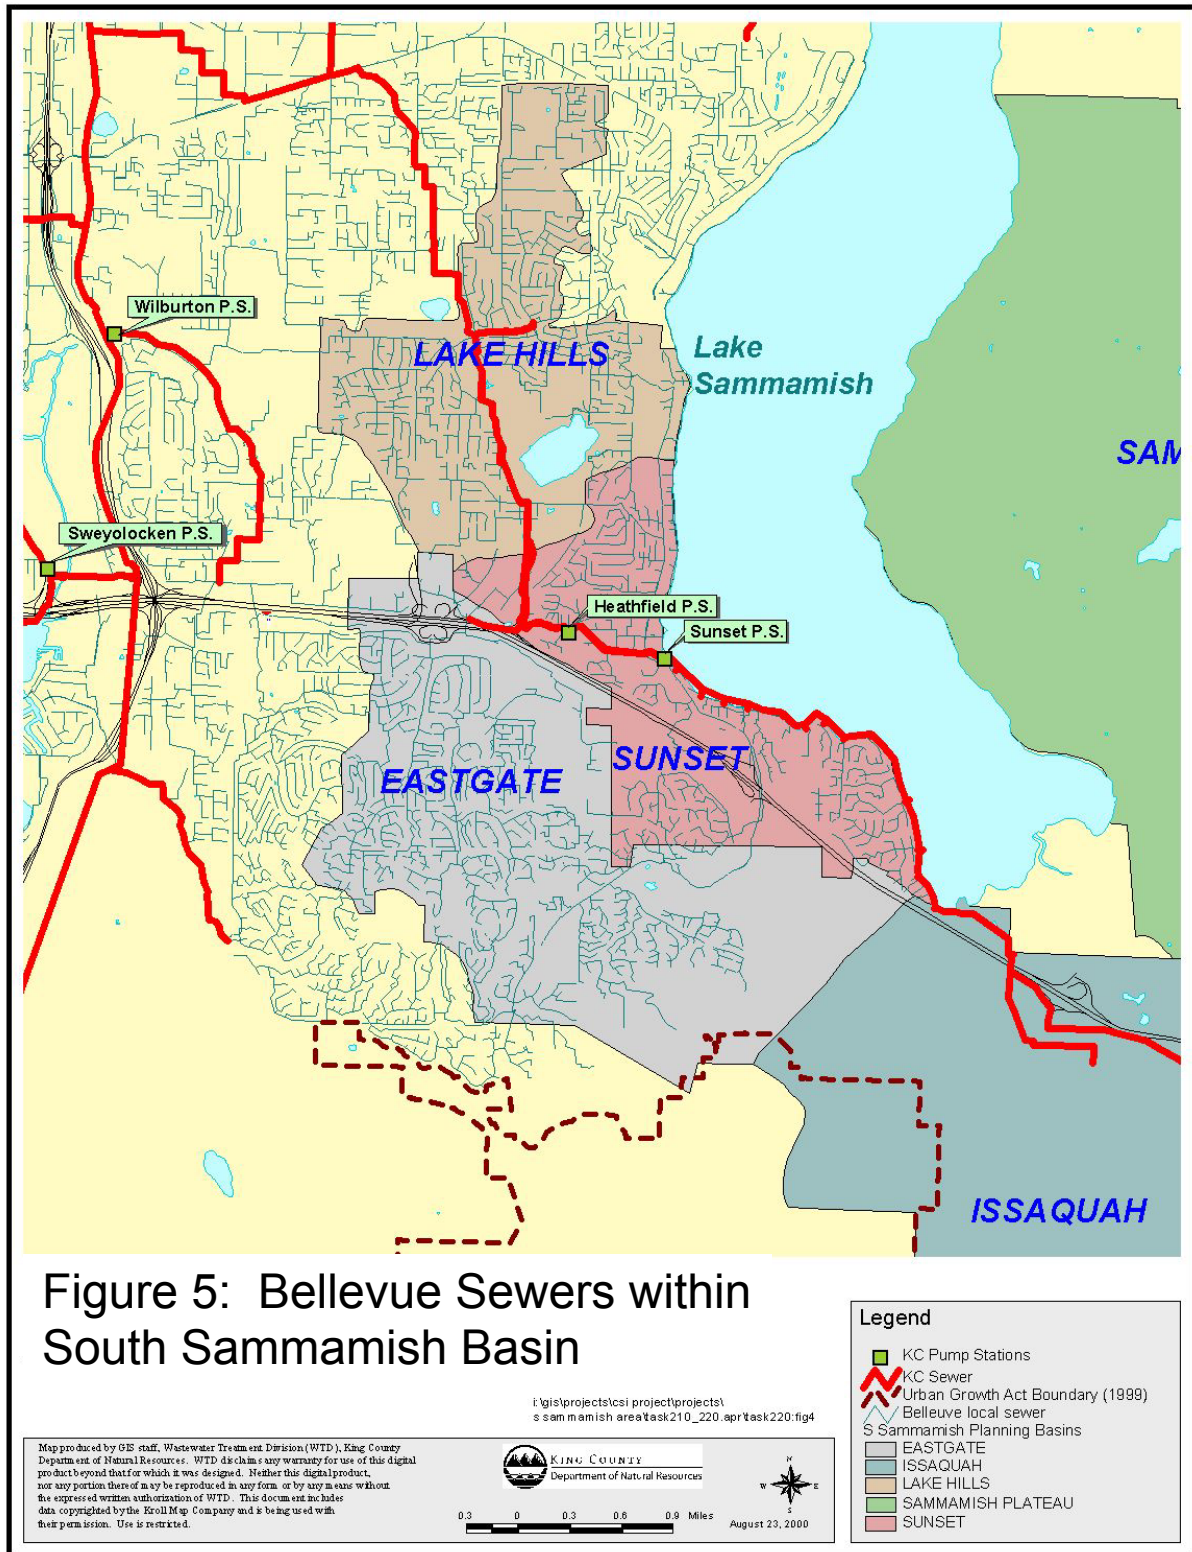 Wilburton P.S.
LAKE HILLS
Lake
Sammamish
SAM
Sweyolocken P.S.
Heathfield P.S.
Sunset P.S.
SUNSET
EASTGATE
ISSAQUAH
Figure 5: Bellevue Sewers within
South Sammamish Basin
i:\gis\projects\csi project\projects\
s sammamish area\task210_220.apr\task220:fig4
Map produced by GIS staff, Wastewater Treatment Division (WTD), King County
Department of Natural Resources. WTD disclaims any warranty for use of this digital
product beyond that for which it was designed. Neither this digital product,
nor any portion thereof may be reproduced in any form or by any means without
the expressed written authorization of WTD. This document includes
data copyrighted by the Kroll Map Company and is being used with
their permission. Use is restricted.
KING COUNTY
Department of Natural Resources
0.3 0 0.3 0.6 0.9 Miles
N
W E
S
August 23, 2000
Legend
KC Pump Stations
KC Sewer
Urban Growth Act Boundary (1999)
Belleuve local sewer
S Sammamish Planning Basins
EASTGATE
ISSAQUAH
LAKE HILLS
SAMMAMISH PLATEAU
SUNSET